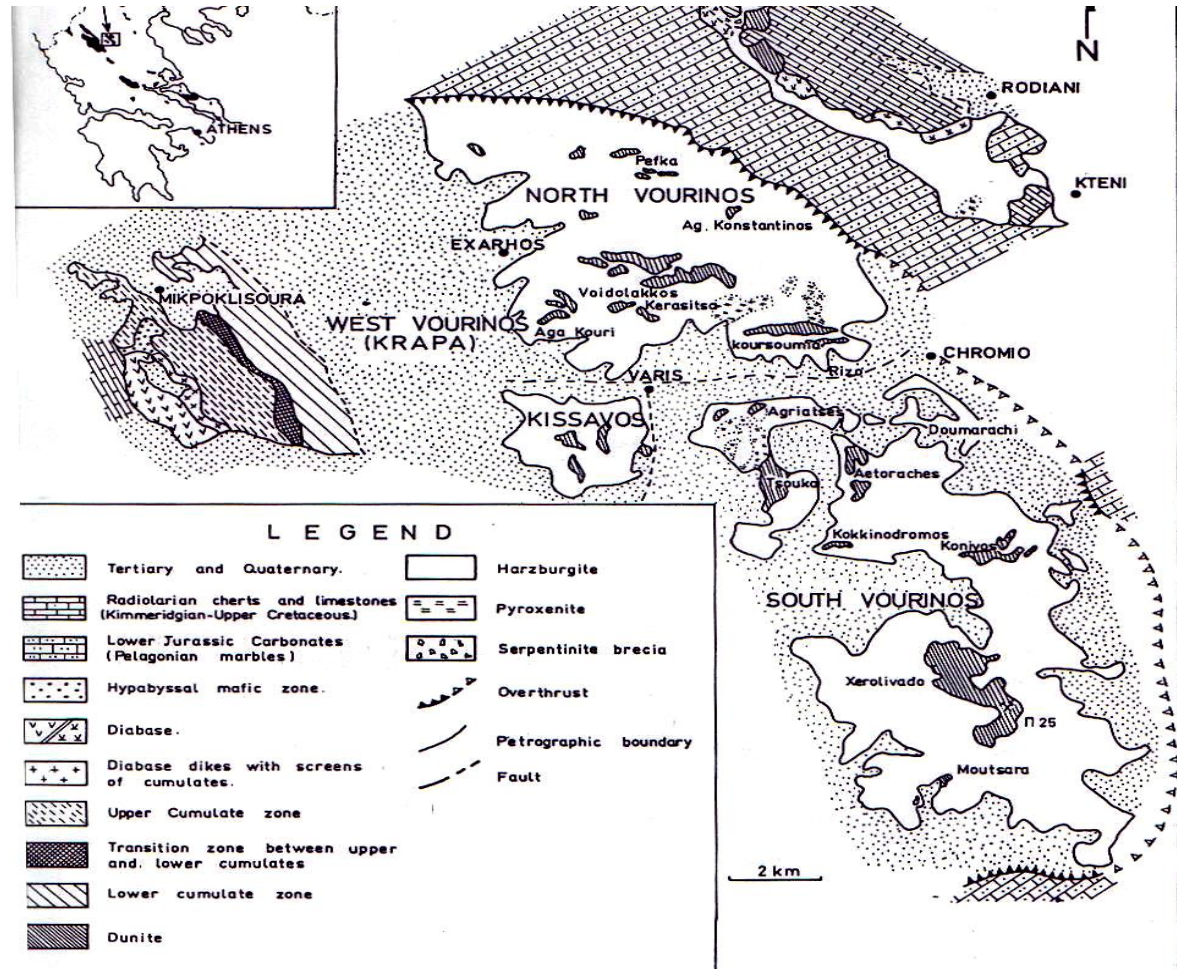 N
ATHENS
RODIANI
KTENI
Pefka
NORTH VOURINOS
Ag. Konstantinos
EXARHOS
MIKPOKLISOURA
Voidolakkos
Kerasitsa
WEST VOURINOS
(KRAPA)
Aga Kouri
koursoumia
CHROMIO
Riza
VARIS
KISSAVOS
Agriatses
Doumarachi
Tsouka
Aetoraches
Kokkinodromos
Konivos
SOUTH VOURINOS
Xerolivado
Π 25
Moutsara
2 km
LEGEND
Tertiary and Quaternary.
Radiolarian cherts and limestones
(Kimmeridgian-Upper Cretaceous.)
Lower Jurassic Carbonates
(Pelagonian marbles)
Hypabyssal mafic zone.
Diabase.
Diabase dikes with screens
of cumulates.
Upper Cumulate zone
Transition zone between upper
and. lower cumulates
Lower cumulate zone
Dunite
Harzburgite
Pyroxenite
Serpentinite brecia
Overthrust
Petrographic boundary
Fault